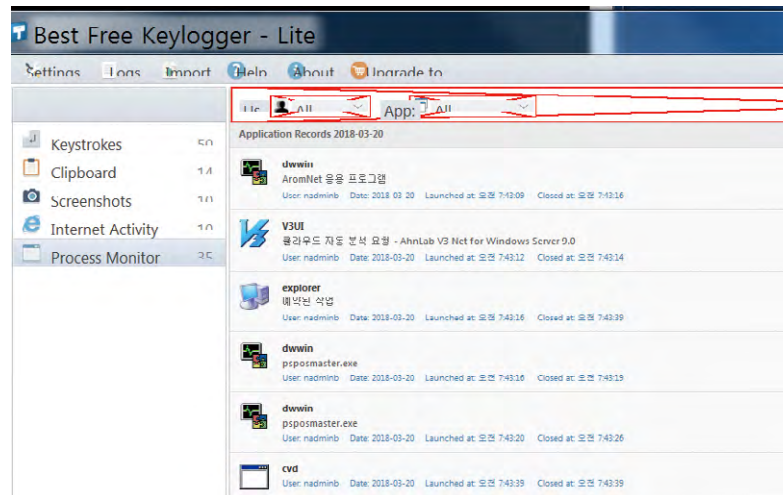 Best Free Keylogger - Lite
Settings Logs Import Help About Upgrade to
All App: All
Keystrokes 50
Clipboard 14
Screenshots 10
Internet Activity 10
Process Monitor 35
Application Records 2018-03-20
dwwin
AromNet 응용 프로그램
User: nadminb Date: 2018-03-20 Launched at: 오전 7:43:09 Closed at: 오전 7:43:16
V3UI
클라우드 자동 분석 요청 - AhnLab V3 Net for Windows Server 9.0
User: nadminb Date: 2018-03-20 Launched at: 오전 7:43:12 Closed at: 오전 7:43:14
explorer
예약된 작업
User: nadminb Date: 2018-03-20 Launched at: 오전 7:43:16 Closed at: 오전 7:43:39
dwwin
psposmaster.exe
User: nadminb Date: 2018-03-20 Launched at: 오전 7:43:16 Closed at: 오전 7:43:19
dwwin
psposmaster.exe
User: nadminb Date: 2018-03-20 Launched at: 오전 7:43:20 Closed at: 오전 7:43:26
cvd
User: nadminb Date: 2018-03-20 Launched at: 오전 7:43:39 Closed at: 오전 7:43:39